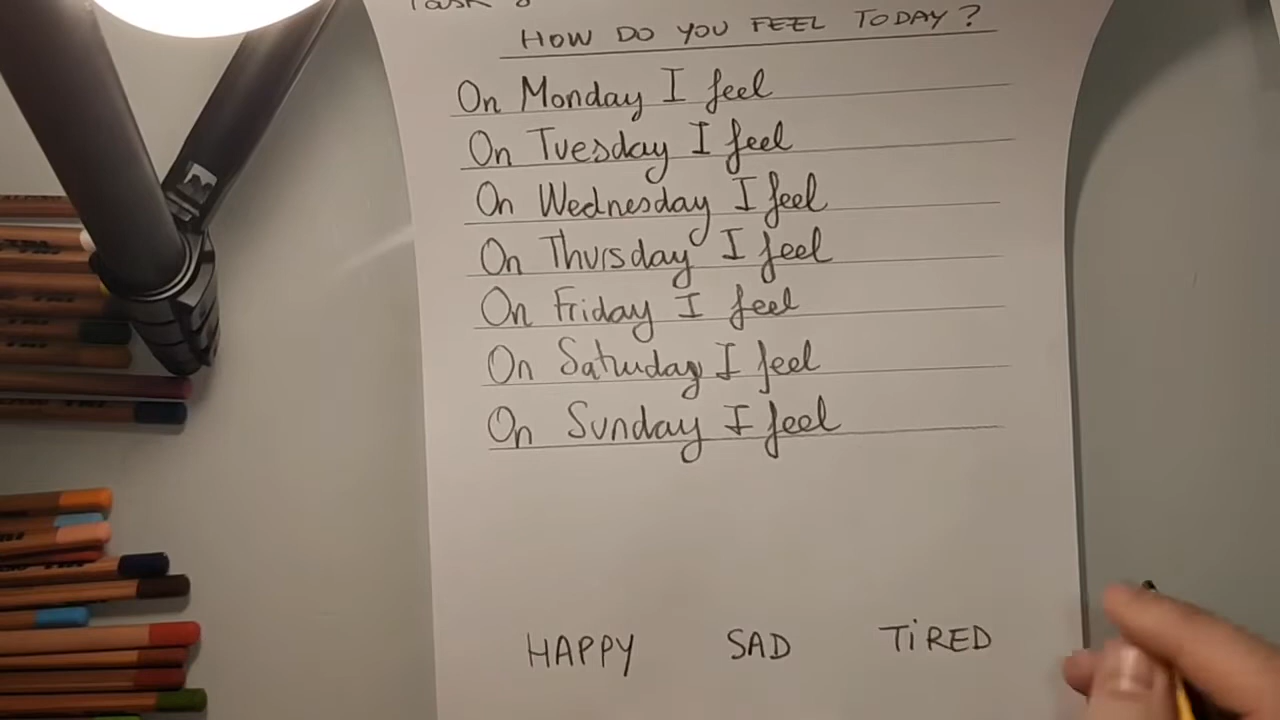 Task
HOW DO YOU FEEL TODAY?
On Monday I feel
On Tuesday I feel
On Wednesday I feel
On Thursday I feel
On Friday I feel
On Saturday I feel
On Sunday I feel
HAPPY SAD TiRED